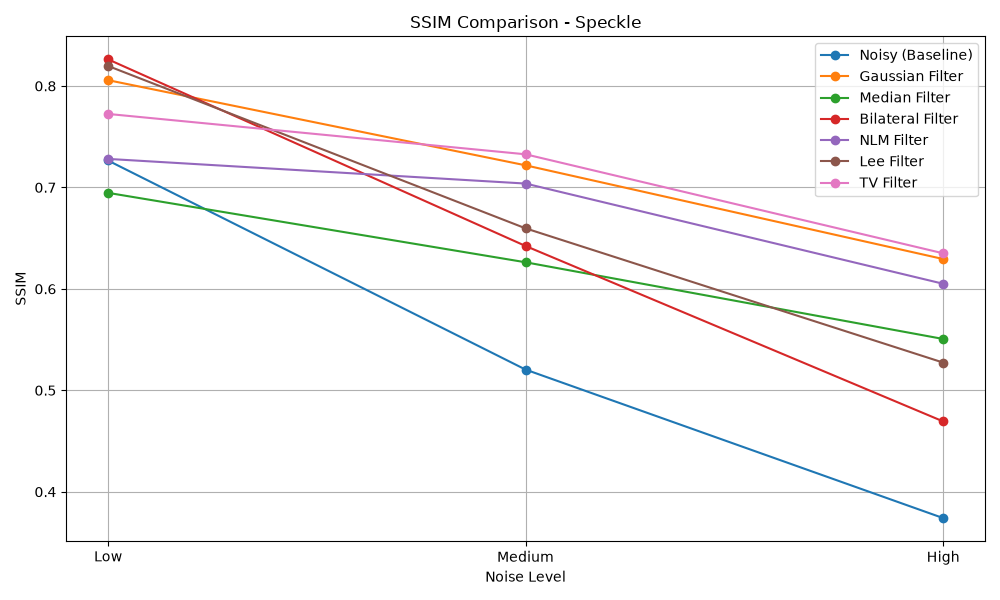 SSIM Comparison - Speckle
Noisy (Baseline)
Gaussian Filter
Median Filter
Bilateral Filter
NLM Filter
Lee Filter
TV Filter
SSIM
0.8
0.7
0.6
0.5
0.4
Low
Medium
High
Noise Level